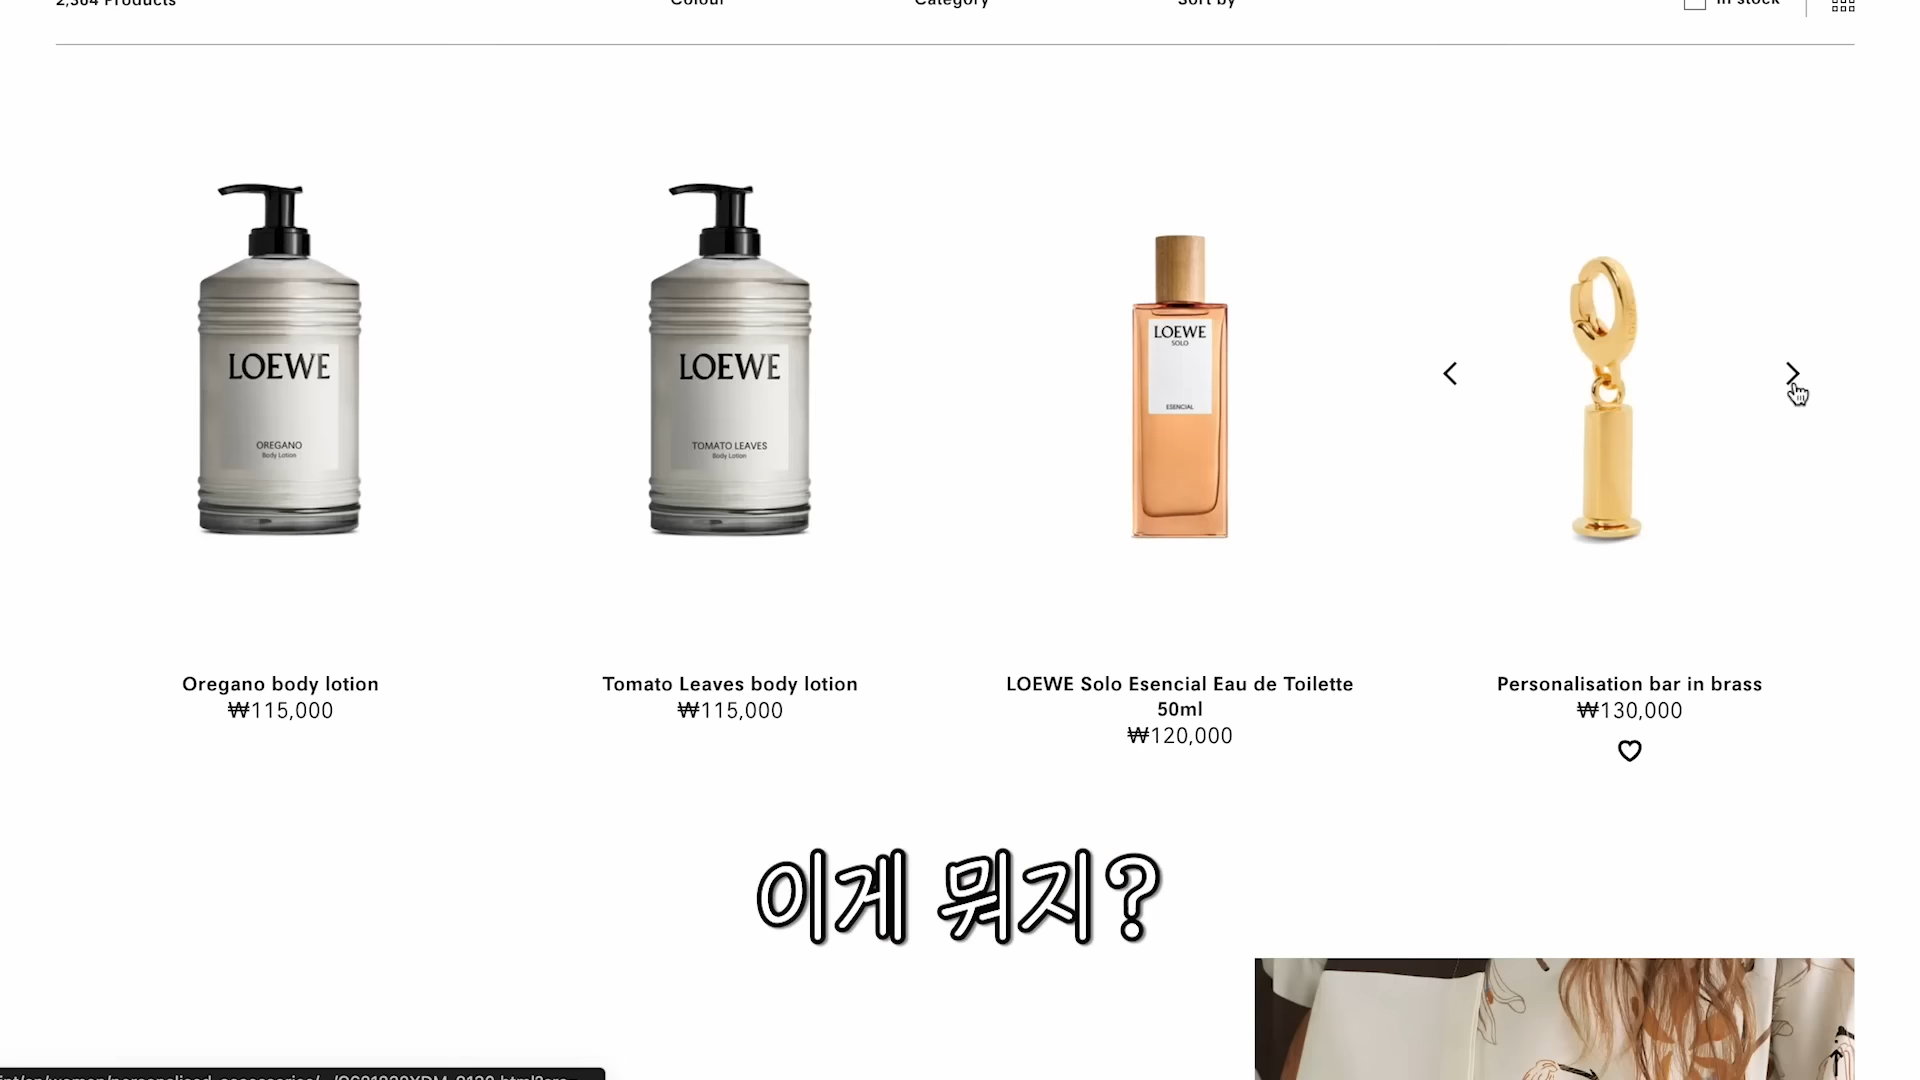 2,364 Products
Colour
Category
Sort by
In stock
LOEWE
OREGANO
Body Lotion
LOEWE
TOMATO LEAVES
Body Lotion
LOEWE
SOLO
ESENCIAL
Oregano body lotion
₩115,000
Tomato Leaves body lotion
₩115,000
LOEWE Solo Esencial Eau de Toilette
50ml
₩120,000
Personalisation bar in brass
₩130,000
이게 뭐지?